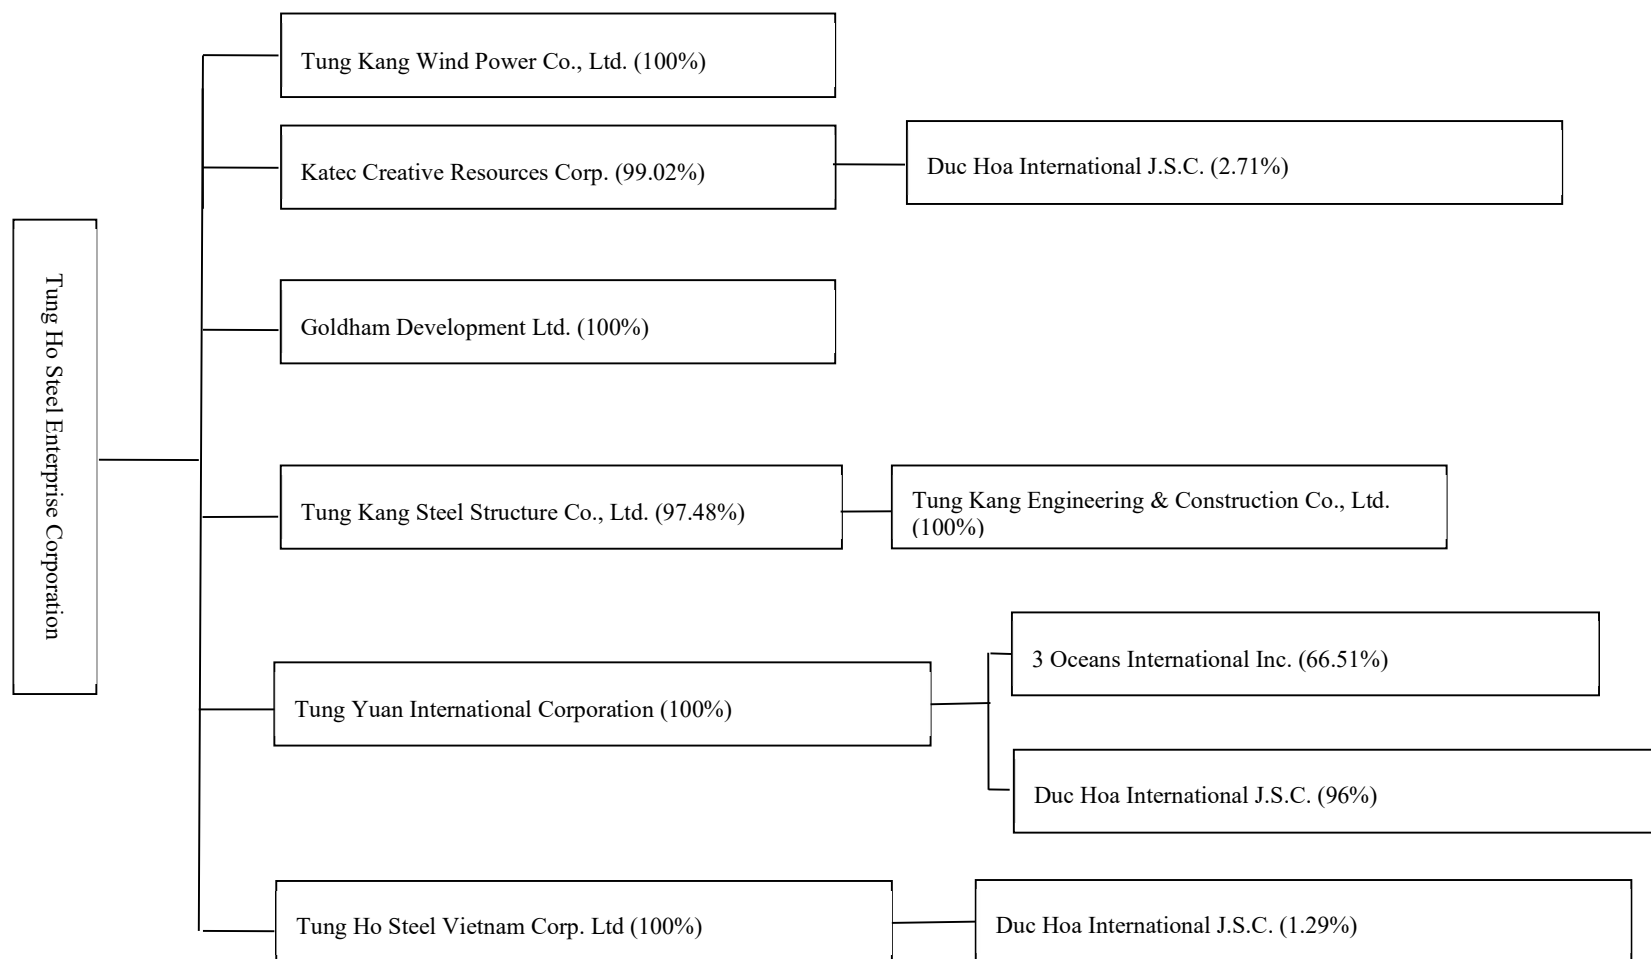 Tung Kang Wind Power Co., Ltd. (100%)
Katec Creative Resources Corp. (99.02%)
Duc Hoa International J.S.C. (2.71%)
Tung Ho Steel Enterprise Corporation
Goldham Development Ltd. (100%)
Tung Kang Steel Structure Co., Ltd. (97.48%)
Tung Kang Engineering & Construction Co., Ltd.
(100%)
3 Oceans International Inc. (66.51%)
Tung Yuan International Corporation (100%)
Duc Hoa International J.S.C. (96%)
Tung Ho Steel Vietnam Corp. Ltd (100%)
Duc Hoa International J.S.C. (1.29%)